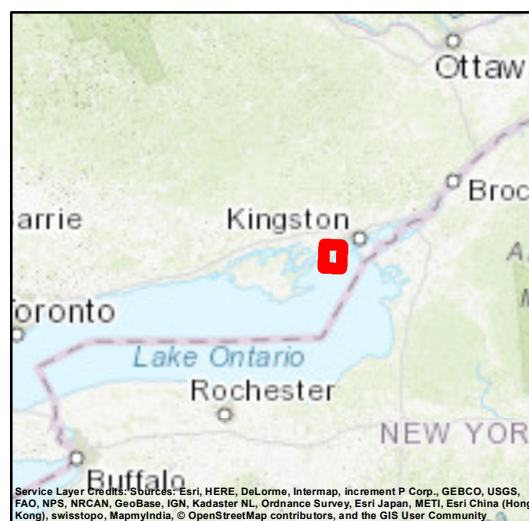 Ottaw
Broc
arrie
Kingston
A
M
oronto
Lake Ontario
Rochester
NEW YOR
Buffalo
Service Layer Credits: Sources: Esri, HERE, DeLorme, Intermap, increment P Corp., GEBCO, USGS,
FAO, NPS, NRCAN, GeoBase, IGN, Kadaster NL, Ordnance Survey, Esri Japan, METI, Esri China (Hong
Kong), swisstopo, MapmyIndia, © OpenStreetMap contributors, and the GIS User Community